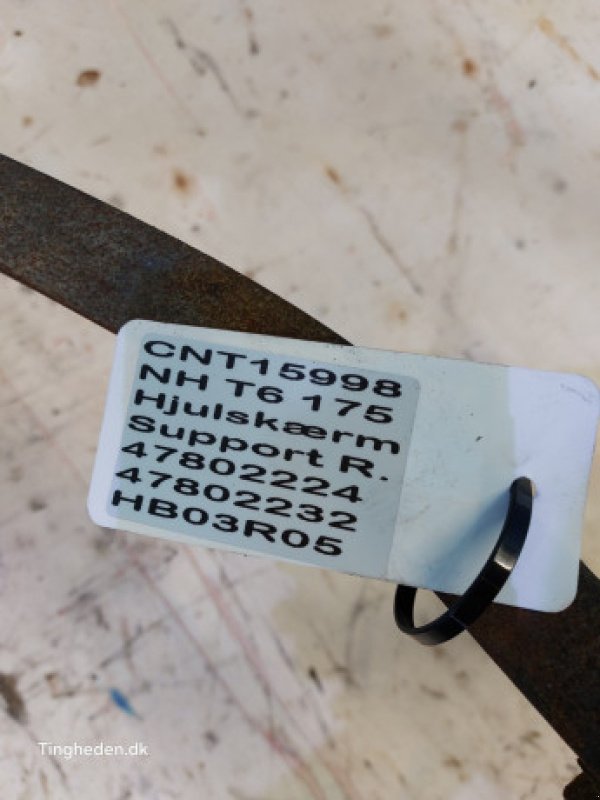 CNT15998
NH T6 175
Hjulskærm
Support R.
47802224
47802232
HB03R05
Tingheden.dk